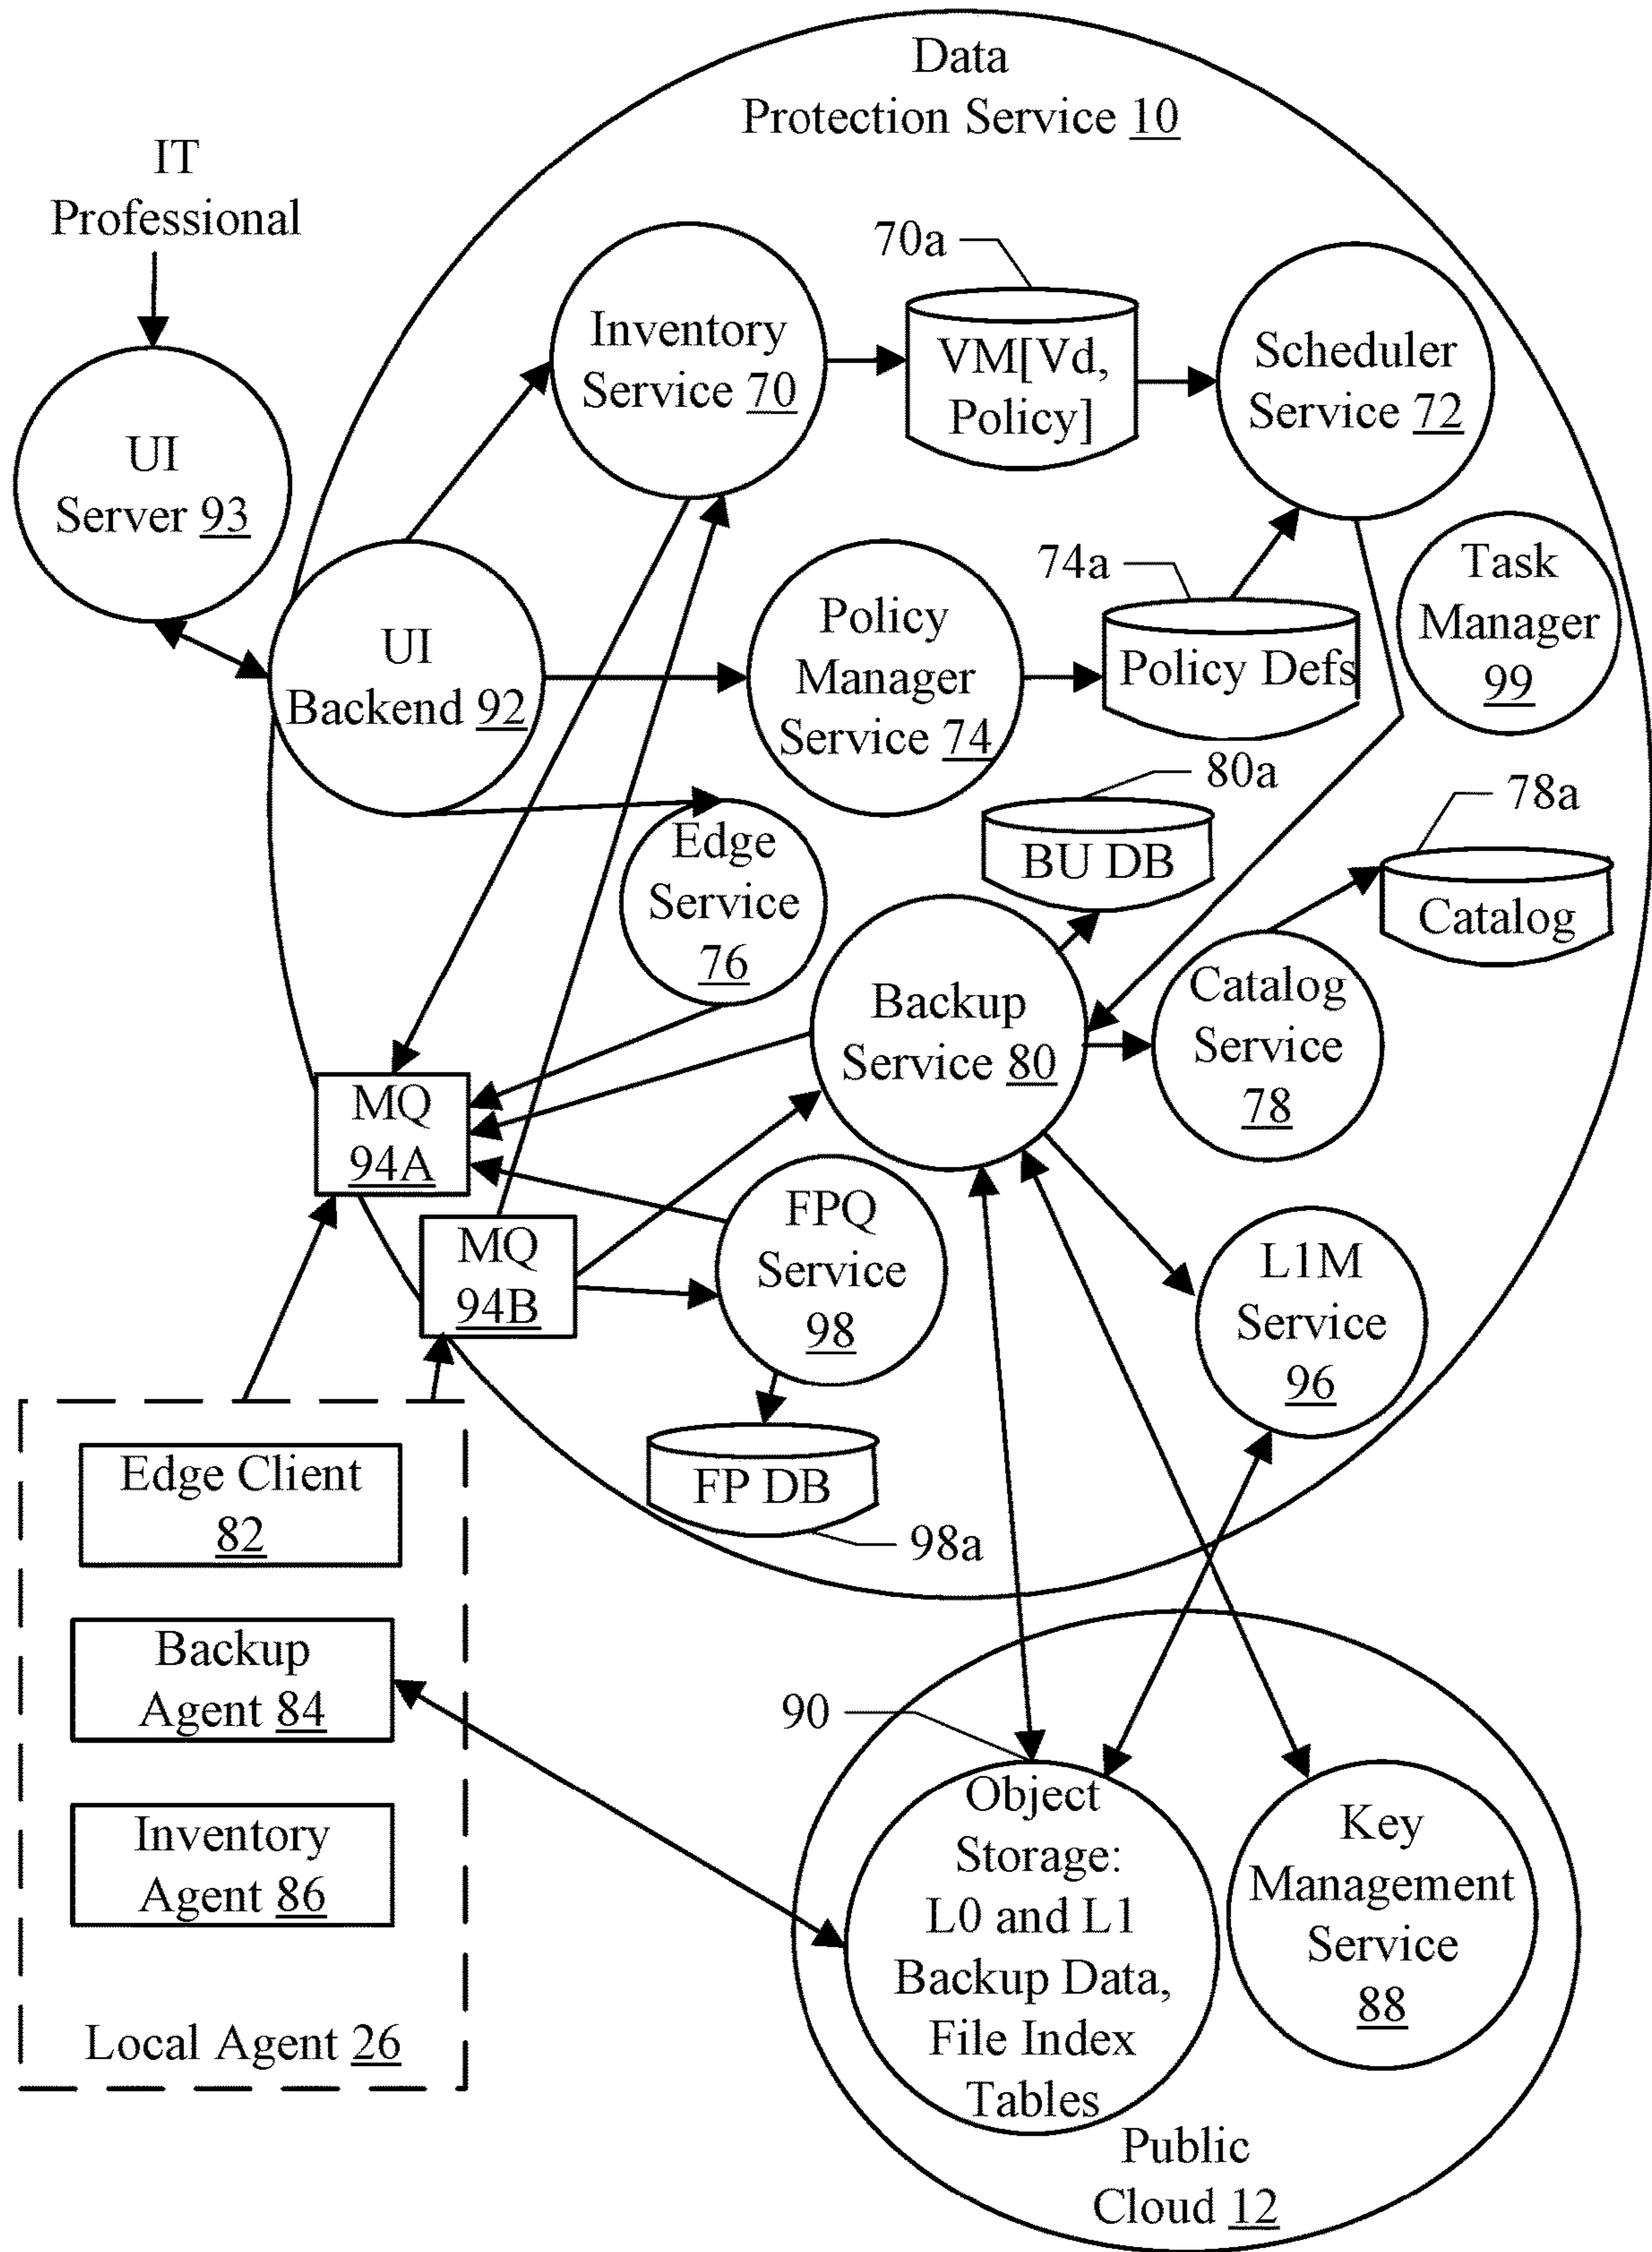 Data
Protection Service 10
IT
Professional
UI
Server 93
Inventory
Service 70
70a
VM[Vd,
Policy]
Scheduler
Service 72
UI
Backend 92
Policy
Manager
Service 74
74a
Policy Defs
Task
Manager
99
Edge
Service
76
80a
BU DB
78a
Catalog
Backup
Service 80
Catalog
Service
78
MQ
94A
MQ
94B
FPQ
Service
98
L1M
Service
96
FP DB
98a
Edge Client
82
Backup
Agent 84
Inventory
Agent 86
Local Agent 26
90
Object
Storage:
L0 and L1
Backup Data,
File Index
Tables
Key
Management
Service
88
Public
Cloud 12